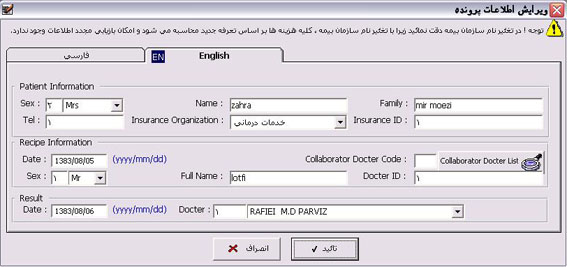 ویرایش اطلاعات پرونده
توجه ! در تغییر نام سازمان بیمه دقت نمائید زیرا با تغییر نام سازمان بیمه ، کلیه هزینه ها بر اساس تعرفه جدید محاسبه می شود و امکان بازیابی مجدد اطلاعات وجود ندارد.
فارسی EN English
Patient Information
Sex : ۲ Mrs Name : zahra Family : mir moezi
Tel : ۱ Insurance Organization : خدمات درمانی Insurance ID : ۱
Recipe Information
Date : 1383/08/05 (yyyy/mm/dd) Collaborator Docter Code : Collaborator Docter List
Sex : ۱ Mr Full Name : lotfi Docter ID : ۱
Result
Date : 1383/08/06 (yyyy/mm/dd) Docter : ۱ RAFIEI M.D PARVIZ
انصراف تائید